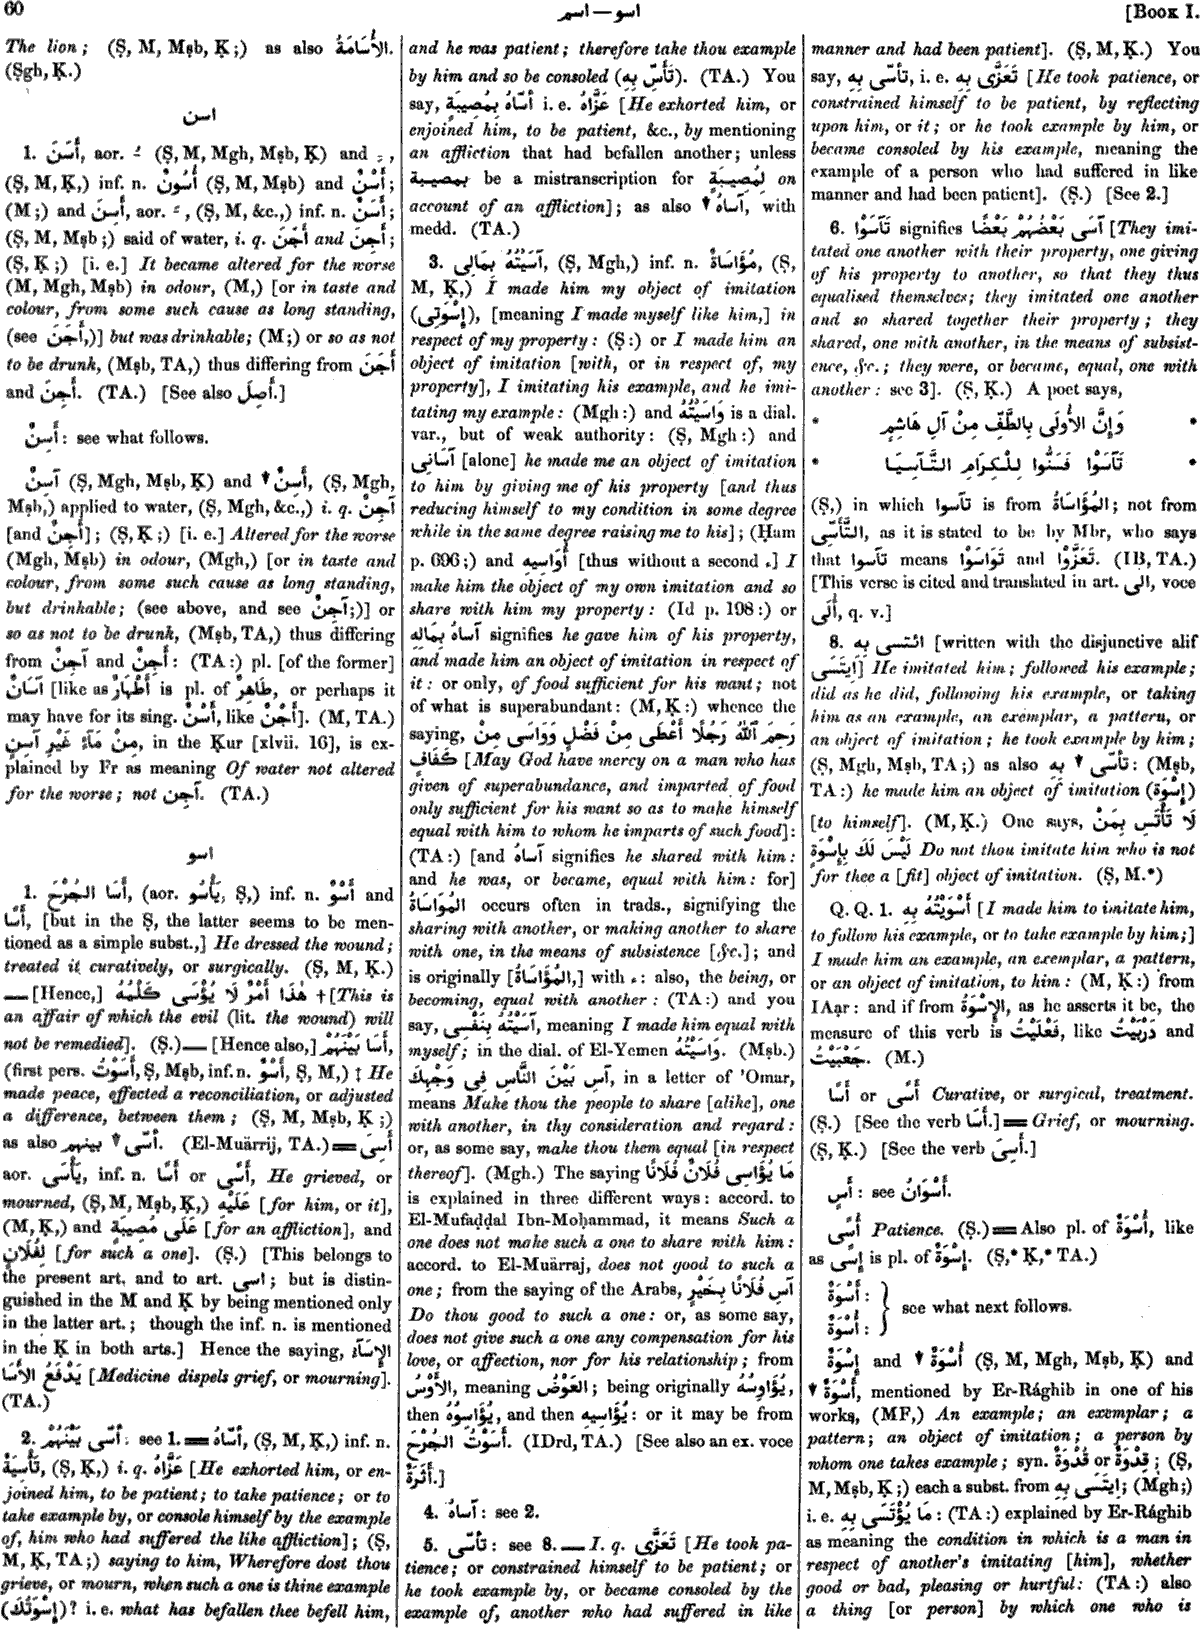 60
اسو — اسم
[Book I.
The lion; (Ṣ, M, Mṣb, Ḳ;) as also الأُسَامَةُ.
(Ṣgh, Ḳ.)
اسن
1. أَسَنَ, aor. ـِ (Ṣ, M, Mgh, Mṣb, Ḳ) and ـُ,
(Ṣ, M, Ḳ,) inf. n. أُسُونٌ (Ṣ, M, Mṣb) and أَسْنٌ;
(M;) and أَسِنَ, aor. ـَ, (Ṣ, M, &c.,) inf. n. أَسَنٌ;
(Ṣ, M, Mṣb;) said of water, i. q. أَجَنَ and أَجِنَ;
(Ṣ, Ḳ;) [i. e.] It became altered for the worse
(M, Mgh, Mṣb) in odour, (M,) [or in taste and
colour, from some such cause as long standing,
(see أَجَنَ,)] but was drinkable; (M;) or so as not
to be drunk, (Mṣb, TA,) thus differing from أَجَنَ
and أَجِنَ. (TA.) [See also أَصِلَ.]
أَسِنٌ: see what follows.
آسِنٌ (Ṣ, Mgh, Mṣb, Ḳ) and ▼ أَسِنٌ, (Ṣ, Mgh,
Mṣb,) applied to water, (Ṣ, Mgh, &c.,) i. q. آجِنٌ
[and أَجِنٌ]; (Ṣ, Ḳ;) [i. e.] Altered for the worse
(Mgh, Mṣb) in odour, (Mgh,) [or in taste and
colour, from some such cause as long standing,
but drinkable; (see above, and see آجِنٌ;)] or
so as not to be drunk, (Mṣb, TA,) thus differing
from آجِنٌ and أَجِنٌ: (TA:) pl. [of the former]
آسَانٌ [like as أَطْهَارٌ is pl. of طَاهِرٌ, or perhaps it
may have for its sing. أَسْنٌ, like أَجْنٌ]. (M, TA.)
مِنْ مَآءٍ غَيْرِ آسِنٍ, in the Ḳur [xlvii. 16], is ex-
plained by Fr as meaning Of water not altered
for the worse; not آجِن. (TA.)
اسو
1. أَسَا الجُرْحَ, (aor. يَأْسُو, Ṣ,) inf. n. أَسْوٌ and
أَسًا, [but in the Ṣ, the latter seems to be men-
tioned as a simple subst.,] He dressed the wound;
treated it curatively, or surgically. (Ṣ, M, Ḳ.)
— [Hence,] هٰذَا أَمْرٌ لَا يُؤْسَى كَلْمُهُ † [This is
an affair of which the evil (lit. the wound) will
not be remedied]. (Ṣ.) — [Hence also,] أَسَا بَيْنَهُمْ,
(first pers. أَسَوْتُ, Ṣ, Mṣb, inf. n. أَسْوٌ, Ṣ, M,) ‡ He
made peace, effected a reconciliation, or adjusted
a difference, between them; (Ṣ, M, Mṣb, Ḳ;)
as also ▼ أسّى بينهم. (El-Muärrij, TA.) = أَسِىَ,
aor. يَأْسَى, inf. n. أَسًا or أَسًى, He grieved, or
mourned, (Ṣ, M, Mṣb, Ḳ,) عَلَيْهِ [for him, or it],
(M, Ḳ,) and عَلَى مُصِيبَةٍ [for an affliction], and
لِفُلَانٍ [for such a one]. (Ṣ.) [This belongs to
the present art. and to art. اسى; but is distin-
guished in the M and Ḳ by being mentioned only
in the latter art.; though the inf. n. is mentioned
in the Ḳ in both arts.] Hence the saying, الإِسَآءُ
يَدْفَعُ الأَسَا [Medicine dispels grief, or mourning].
(TA.)
2. أَسَّى بَيْنَهُمْ: see 1. = أَسَّاهُ, (Ṣ, M, Ḳ,) inf. n.
تَأْسِيَةٌ, (Ṣ, Ḳ,) i. q. عَزَّاهُ [He exhorted him, or en-
joined him, to be patient; to take patience; or to
take example by, or console himself by the example
of, him who had suffered the like affliction]; (Ṣ,
M, Ḳ, TA;) saying to him, Wherefore dost thou
grieve, or mourn, when such a one is thine example
(إِسْوَتُكَ)? i. e. what has befallen thee befell him,
and he was patient; therefore take thou example
by him and so be consoled (تَأَسَّ بِهِ). (TA.) You
say, أَسَّاهُ بِمُصِيبَةٍ i. e. عَزَّاهُ [He exhorted him, or
enjoined him, to be patient, &c., by mentioning
an affliction that had befallen another; unless
بمصيبة be a mistranscription for لِمُصِيبَةٍ on
account of an affliction]; as also ▼ آسَاهُ, with
medd. (TA.)
3. آسَيْتُهُ بِمَالِى, (Ṣ, Mgh,) inf. n. مُؤَاسَاةٌ, (Ṣ,
M, Ḳ,) I made him my object of imitation
(إِسْوَتِى), [meaning I made myself like him,] in
respect of my property: (Ṣ:) or I made him an
object of imitation [with, or in respect of, my
property], I imitating his example, and he imi-
tating my example: (Mgh:) and وَاسَيْتُهُ is a dial.
var., but of weak authority: (Ṣ, Mgh:) and
آسَانِى [alone] he made me an object of imitation
to him by giving me of his property [and thus
reducing himself to my condition in some degree
while in the same degree raising me to his]; (Ḥam
p. 696;) and أُوَاسِيهِ [thus without a second ء] I
make him the object of my own imitation and so
share with him my property: (Id p. 198:) or
آسَاهُ بِمَالِهِ signifies he gave him of his property,
and made him an object of imitation in respect of
it: or only, of food sufficient for his want; not
of what is superabundant: (M, Ḳ:) whence the
saying, رَحِمَ ٱللّٰهُ رَجُلًا أَعْطَى مِنْ فَضْلٍ وَوَاسَى مِنْ
كَفَافٍ [May God have mercy on a man who has
given of superabundance, and imparted of food
only sufficient for his want so as to make himself
equal with him to whom he imparts of such food]:
(TA:) [and آسَاهُ signifies he shared with him:
and he was, or became, equal with him: for]
المُوَاسَاةُ occurs often in trads., signifying the
sharing with another, or making another to share
with one, in the means of subsistence [&c.]; and
is originally [المُؤَاسَاةُ,] with ء: also, the being, or
becoming, equal with another: (TA:) and you
say, آسَيْتُهُ بِنَفْسِى, meaning I made him equal with
myself; in the dial. of El-Yemen وَاسَيْتُهُ. (Mṣb.)
آسِ بَيْنَ النَّاسِ فِى وَجْهِكَ, in a letter of 'Omar,
means Make thou the people to share [alike], one
with another, in thy consideration and regard:
or, as some say, make thou them equal [in respect
thereof]. (Mgh.) The saying مَا يُؤَاسِى فُلَانٌ فُلَانًا
is explained in three different ways: accord. to
El-Mufaḍḍal Ibn-Moḥammad, it means Such a
one does not make such a one to share with him:
accord. to El-Muärraj, does not good to such a
one; from the saying of the Arabs, آسِ فُلَانًا بِخَيْرٍ
Do thou good to such a one: or, as some say,
does not give such a one any compensation for his
love, or affection, nor for his relationship; from
الأَوْسُ, meaning العَوْضُ; being originally يُؤَاوِسُهُ,
then يُؤَاسِوُهُ, and then يُؤَاسِيهِ: or it may be from
أَسَوْتُ الجُرْحَ. (IDrd, TA.) [See also an ex. voce
أَثَرَةٌ.]
4. آسَاهُ: see 2.
5. تَأَسَّى: see 8. — I. q. تَعَزَّى [He took pa-
tience; or constrained himself to be patient; or
he took example by, or became consoled by the
example of, another who had suffered in like
manner and had been patient]. (Ṣ, M, Ḳ.) You
say, تأسّى بِهِ, i. e. تَعَزَّى بِهِ [He took patience, or
constrained himself to be patient, by reflecting
upon him, or it; or he took example by him, or
became consoled by his example, meaning the
example of a person who had suffered in like
manner and had been patient]. (Ṣ.) [See 2.]
6. تَآسَوْا signifies آسَى بَعْضُهُمْ بَعْضًا [They imi-
tated one another with their property, one giving
of his property to another, so that they thus
equalised themselves; they imitated one another
and so shared together their property; they
shared, one with another, in the means of subsist-
ence, &c.; they were, or became, equal, one with
another: see 3]. (Ṣ, Ḳ.) A poet says,
* وَإِنَّ الأُولَى بِالطَّفِّ مِنْ آلِ هَاشِمٍ *
* تَآسَوْا فَسَنُّوا لِلْكِرَامِ التَّآسِيَا *
(Ṣ,) in which تآسوا is from المُؤَاسَاةُ; not from
التَّأَسِّى, as it is stated to be by Mbr, who says
that تآسوا means تَوَاسَوْا and تَعَزَّوْا. (IB, TA.)
[This verse is cited and translated in art. الى, voce
أُلَى, q. v.]
8. ائتسى بِهِ [written with the disjunctive alif
اِيتَسَى] He imitated him; followed his example;
did as he did, following his example, or taking
him as an example, an exemplar, a pattern, or
an object of imitation; he took example by him;
(Ṣ, Mgh, Mṣb, TA;) as also ▼ تأسّى بِهِ: (Mṣb,
TA:) he made him an object of imitation (إِسْوَة)
[to himself]. (M, Ḳ.) One says, لَا تَأْتَسِ بِمَنْ
لَيْسَ لَكَ بِإِسْوَةٍ Do not thou imitate him who is not
for thee a [fit] object of imitation. (Ṣ, M.*)
Q. Q. 1. أَسْوَيْتُهُ بِهِ [I made him to imitate him,
to follow his example, or to take example by him;]
I made him an example, an exemplar, a pattern,
or an object of imitation, to him: (M, Ḳ:) from
IAạr: and if from الإِسْوَةُ, as he asserts it be, the
measure of this verb is فَعْلَيْتُ, like دَرْبَيْتُ and
جَعْبَيْتُ. (M.)
أَسًا or أَسًى Curative, or surgical, treatment.
(Ṣ.) [See the verb أَسَا.] = Grief, or mourning.
(Ṣ, Ḳ.) [See the verb أَسِىَ.]
أَسٍ: see أَسْوَانُ.
أُسًى Patience. (Ṣ.) = Also pl. of أُسْوَةٌ, like
as إِسًى is pl. of إِسْوَةٌ. (Ṣ,* Ḳ,* TA.)
أَسْوَةٌ:
أُسْوَةٌ: } see what next follows.
إِسْوَةٌ and ▼ أُسْوَةٌ (Ṣ, M, Mgh, Mṣb, Ḳ) and
▼ أَسْوَةٌ, mentioned by Er-Rághib in one of his
works, (MF,) An example; an exemplar; a
pattern; an object of imitation; a person by
whom one takes example; syn. قُدْوَةٌ or قِدْوَةٌ; (Ṣ,
M, Mṣb, Ḳ;) each a subst. from اِيتَسَى بِهِ; (Mgh;)
i. e. مَا يُؤْتَسَى بِهِ: (TA:) explained by Er-Rághib
as meaning the condition in which is a man in
respect of another's imitating [him], whether
good or bad, pleasing or hurtful: (TA:) also
a thing [or person] by which one who is